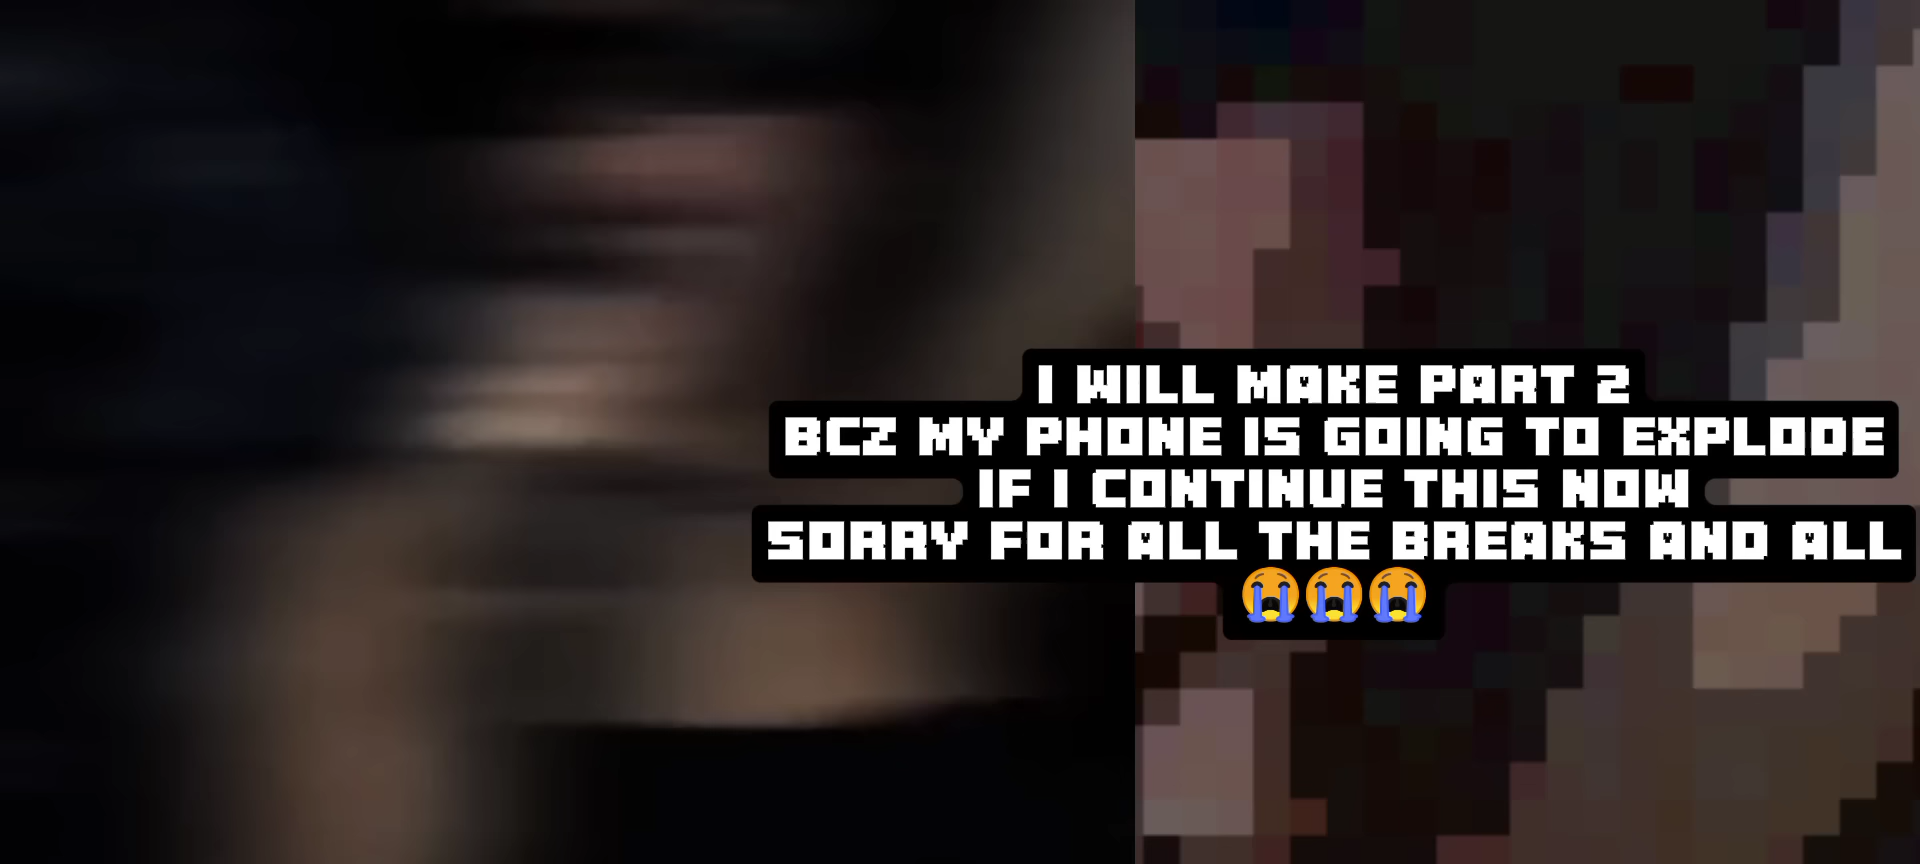 I WILL MAKE PART 2
BCZ MY PHONE IS GOING TO EXPLODE
IF I CONTINUE THIS NOW
SORRY FOR ALL THE BREAKS AND ALL
😭😭😭